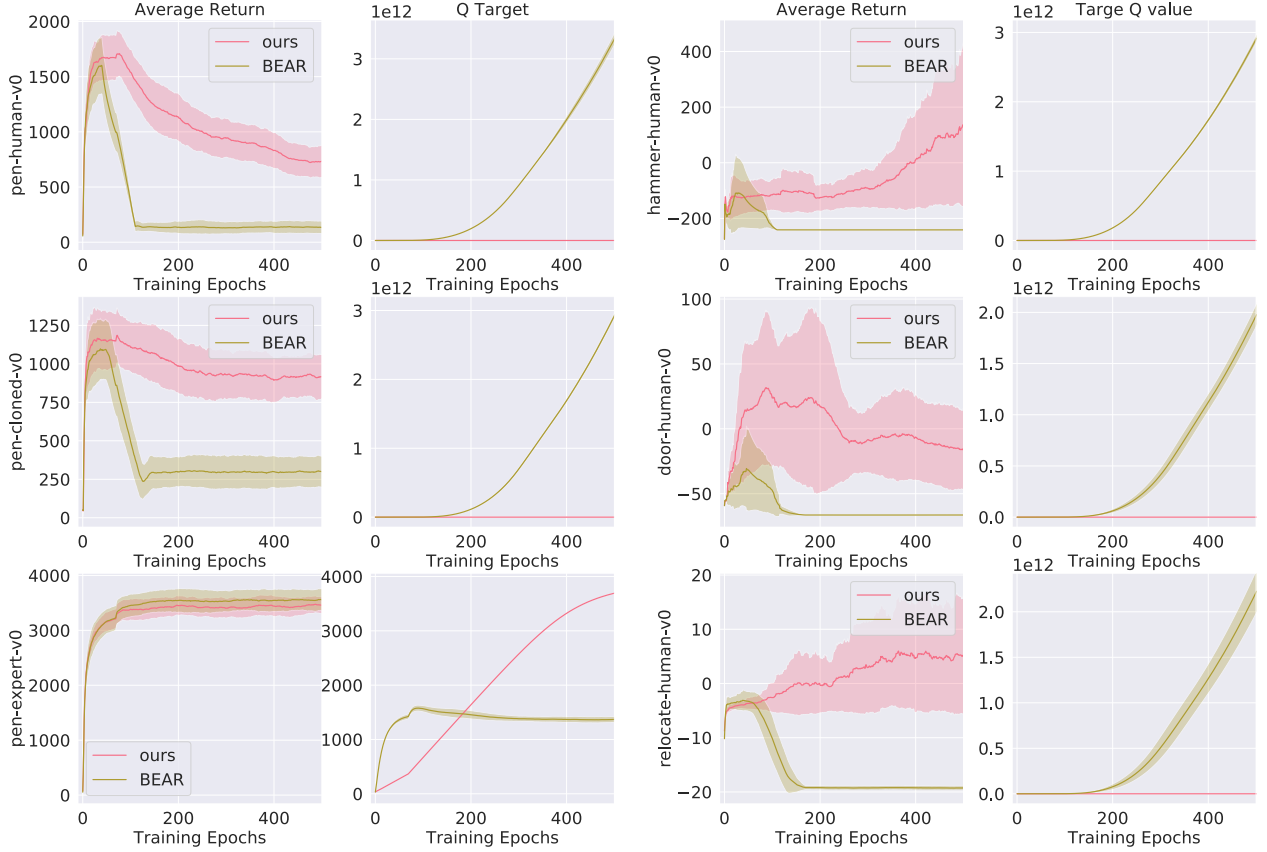 Average Return
pen-human-v0
2000
1500
1000
500
0
ours
BEAR
0 200 400
Training Epochs
Q Target
1e12
3
2
1
0
0 200 400
Training Epochs
Average Return
hammer-human-v0
400
200
0
−200
ours
BEAR
0 200 400
Training Epochs
Targe Q value
1e12
3
2
1
0
0 200 400
Training Epochs
pen-cloned-v0
1250
1000
750
500
250
0
ours
BEAR
0 200 400
Training Epochs
1e12
3
2
1
0
0 200 400
Training Epochs
door-human-v0
100
50
0
−50
ours
BEAR
0 200 400
Training Epochs
1e12
2.0
1.5
1.0
0.5
0.0
0 200 400
Training Epochs
pen-expert-v0
4000
3000
2000
1000
0
ours
BEAR
0 200 400
Training Epochs
4000
3000
2000
1000
0
0 200 400
Training Epochs
relocate-human-v0
20
10
0
−10
−20
ours
BEAR
0 200 400
Training Epochs
1e12
2.0
1.5
1.0
0.5
0.0
0 200 400
Training Epochs